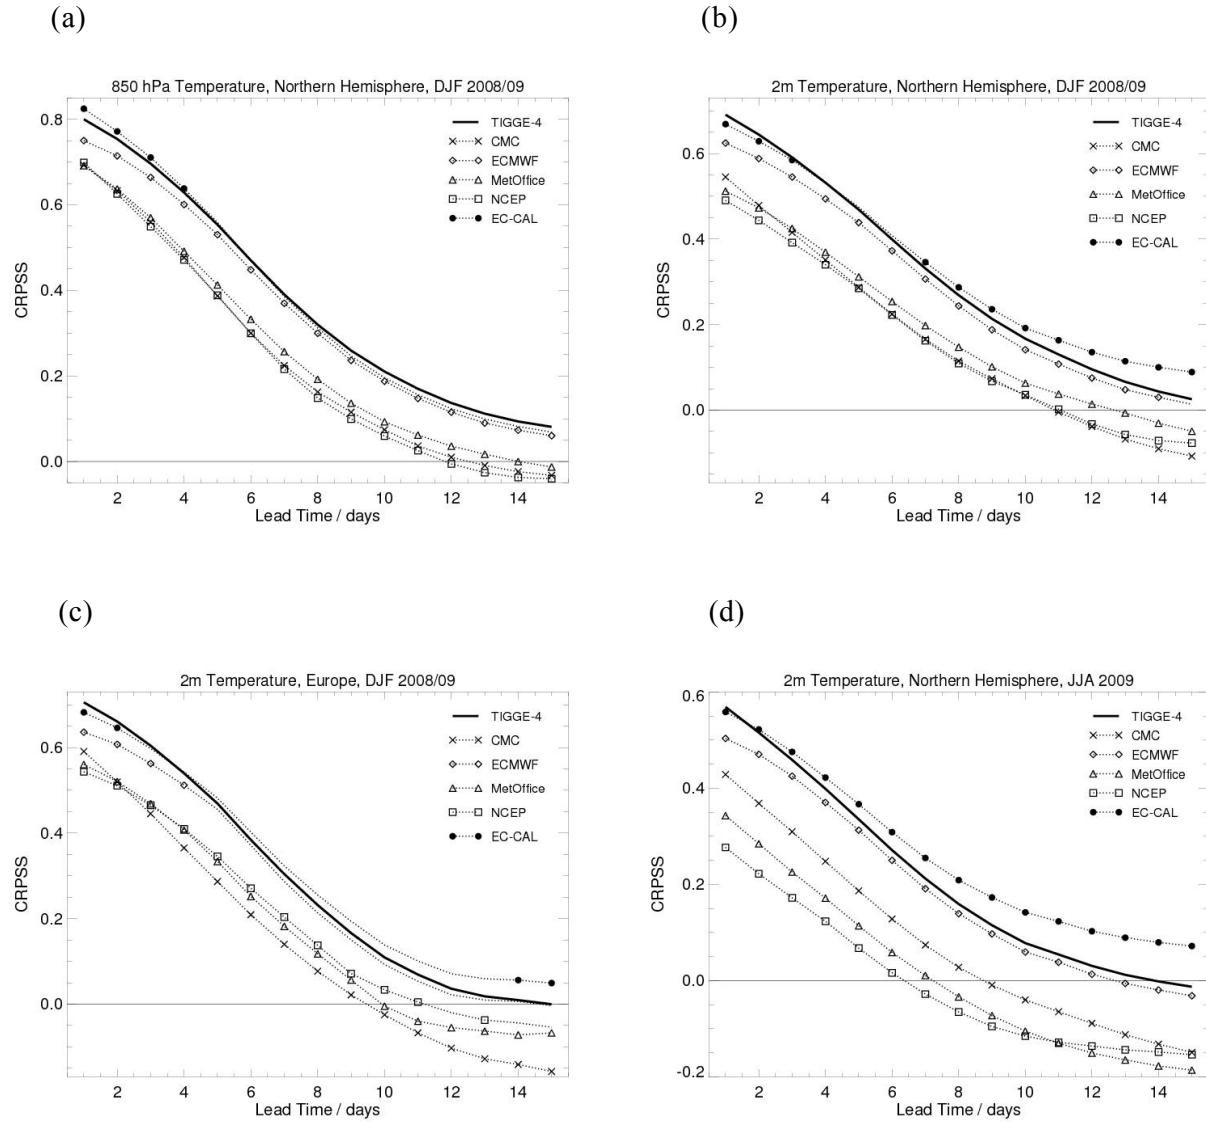 (a)
850 hPa Temperature, Northern Hemisphere, DJF 2008/09
0.8
0.6
0.4
0.2
0.0
CRPSS
TIGGE-4
CMC
ECMWF
MetOffice
NCEP
EC-CAL
2 4 6 8 10 12 14
Lead Time / days
(b)
2m Temperature, Northern Hemisphere, DJF 2008/09
0.6
0.4
0.2
0.0
CRPSS
TIGGE-4
CMC
ECMWF
MetOffice
NCEP
EC-CAL
2 4 6 8 10 12 14
Lead Time / days
(c)
2m Temperature, Europe, DJF 2008/09
0.6
0.4
0.2
0.0
CRPSS
TIGGE-4
CMC
ECMWF
MetOffice
NCEP
EC-CAL
2 4 6 8 10 12 14
Lead Time / days
(d)
2m Temperature, Northern Hemisphere, JJA 2009
0.6
0.4
0.2
0.0
-0.2
CRPSS
TIGGE-4
CMC
ECMWF
MetOffice
NCEP
EC-CAL
2 4 6 8 10 12 14
Lead Time / days